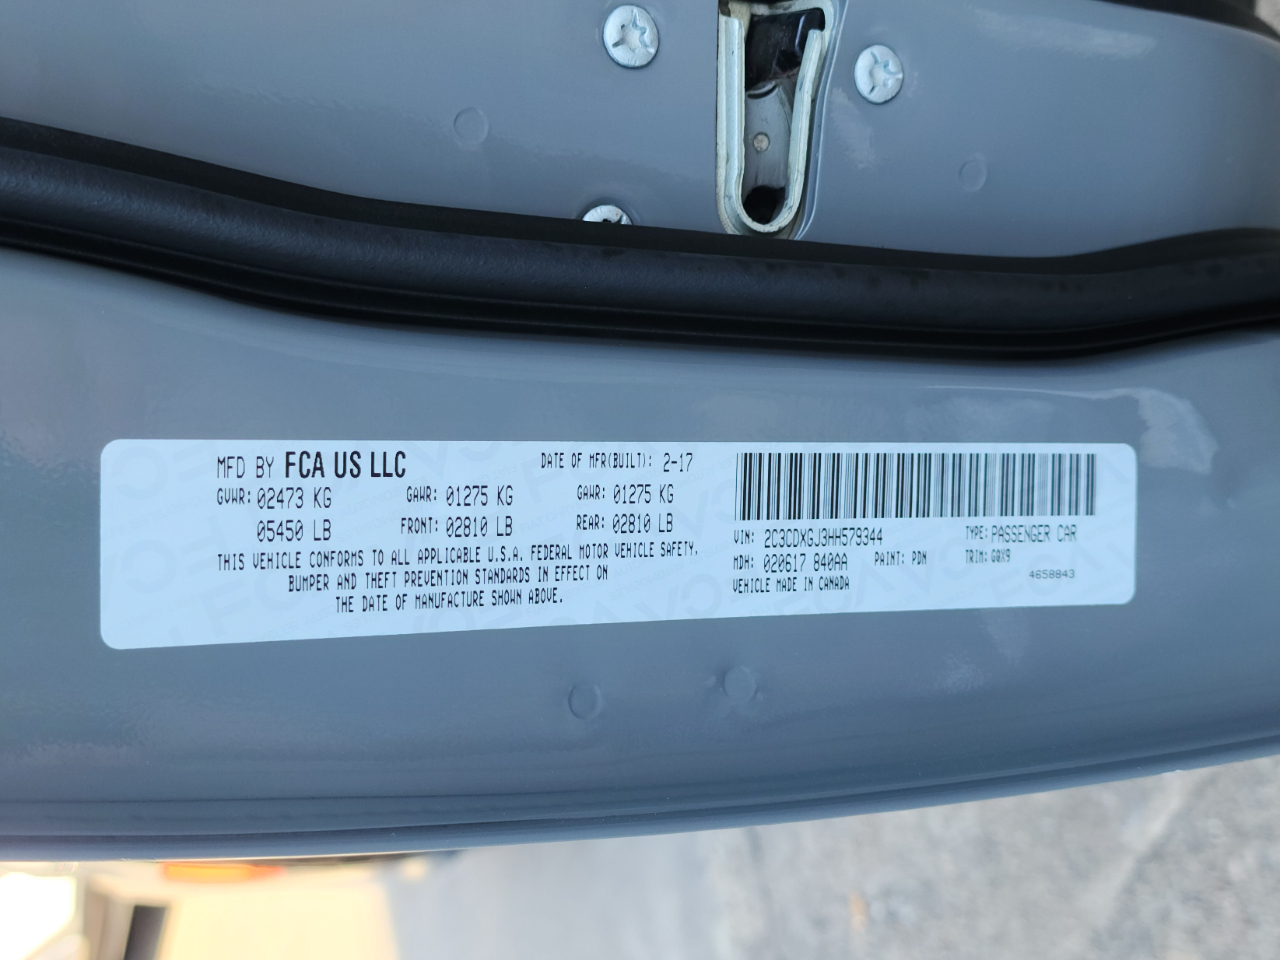 MFD BY FCA US LLC
DATE OF MFR(BUILT): 2-17
GVWR: 02473 KG
GAWR: 01275 KG
GAWR: 01275 KG
05450 LB
FRONT: 02810 LB
REAR: 02810 LB
THIS VEHICLE CONFORMS TO ALL APPLICABLE U.S.A. FEDERAL MOTOR VEHICLE SAFETY,
BUMPER AND THEFT PREVENTION STANDARDS IN EFFECT ON
THE DATE OF MANUFACTURE SHOWN ABOVE.
VIN: 2C3CDXGJ3HH579344
TYPE: PASSENGER CAR
MDH: 020617 840AA
PAINT: PDN
TRIM: G0X9
VEHICLE MADE IN CANADA
4658843